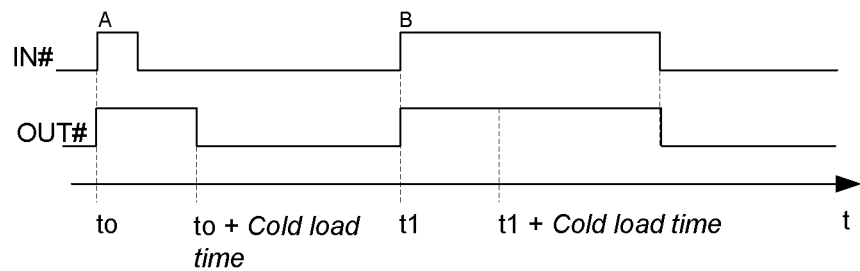 A
B
IN#
OUT#
to
to + Cold load
time
t1
t1 + Cold load time
t